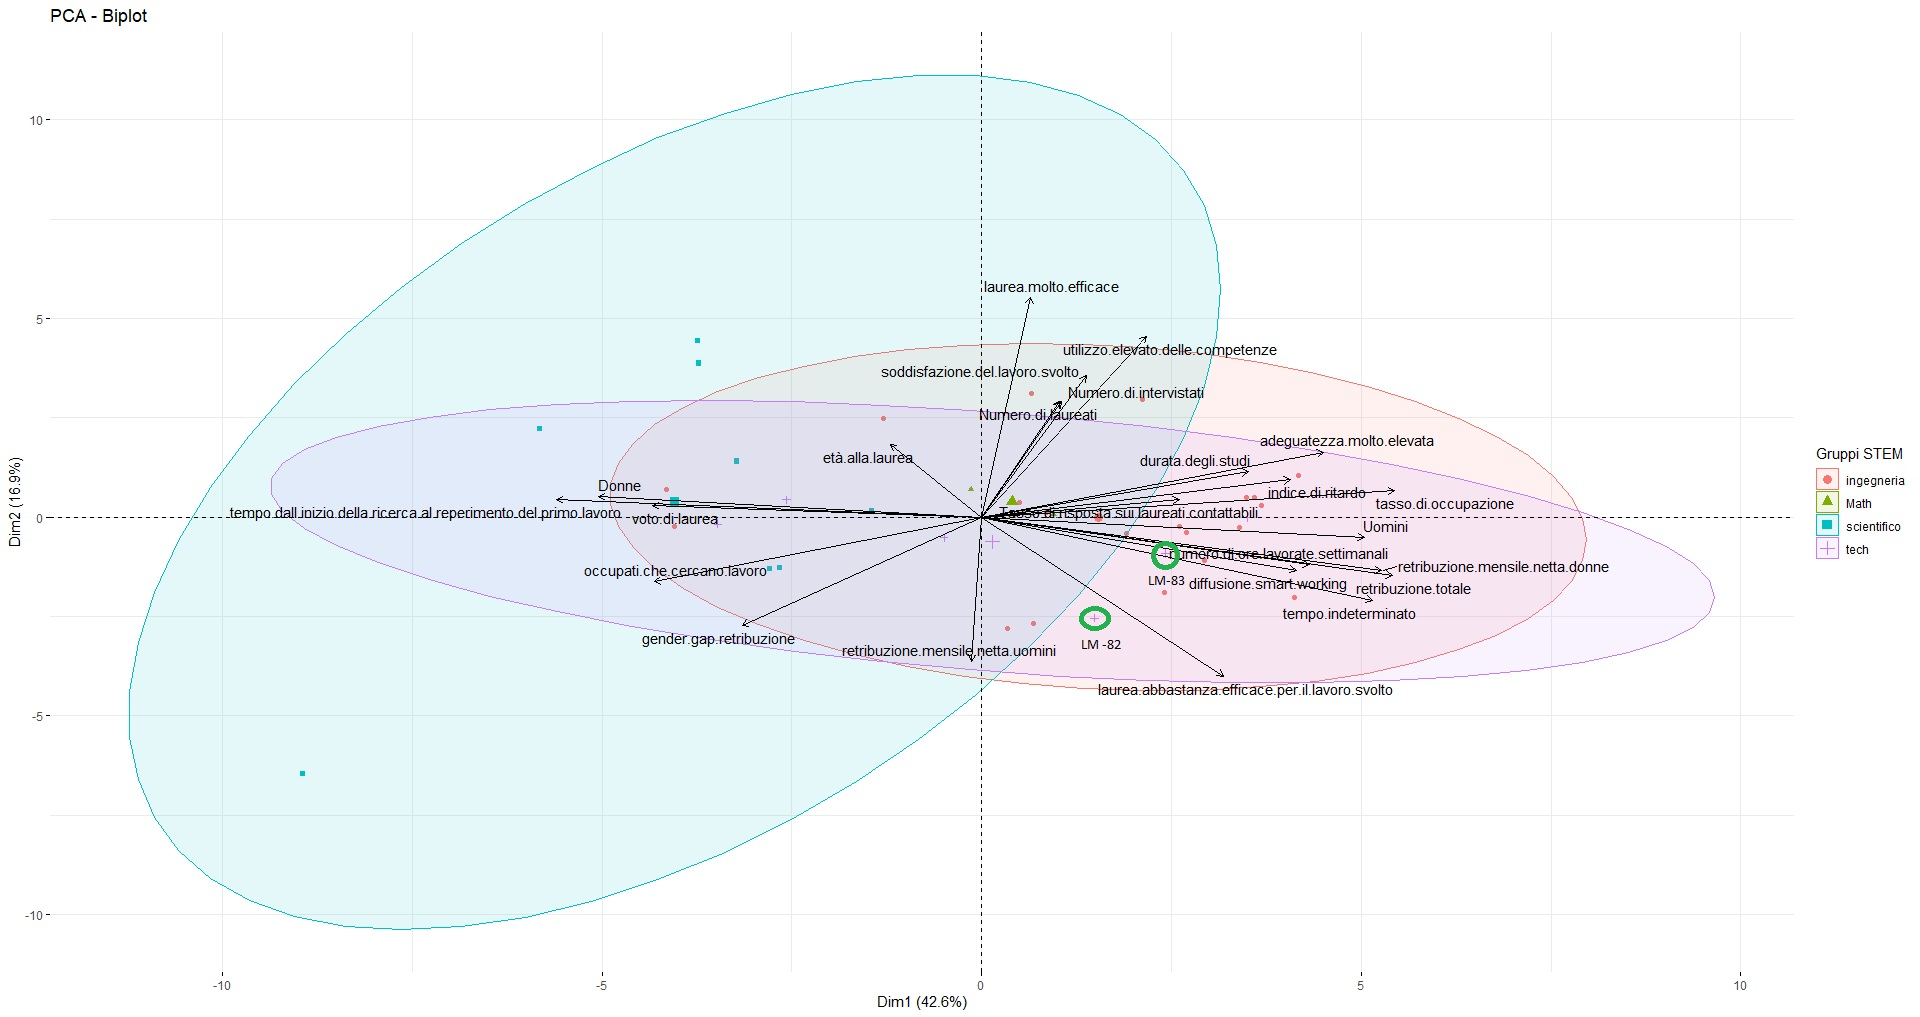 PCA - Biplot
10
5
0
-5
-10
Dim2 (16.9%)
laurea.molto.efficace
utilizzo.elevato.delle.competenze
soddisfazione.del.lavoro.svolto
Numero.di.intervistati
Numero.di.laureati
adeguatezza.molto.elevata
età.alla.laurea
durata.degli.studi
Donne
indice.di.ritardo
tasso.di.occupazione
tempo.dall.inizio.della.ricerca.al.reperimento.del.primo.lavoro
voto.di.laurea
Tasso.di.risposta.sui.laureati.contattabili
Uomini
numero.di.ore.lavorate.settimanali
occupati.che.cercano.lavoro
retribuzione.mensile.netta.donne
LM-83
diffusione.smart.working
retribuzione.totale
tempo.indeterminato
gender.gap.retribuzione
LM -82
retribuzione.mensile.netta.uomini
laurea.abbastanza.efficace.per.il.lavoro.svolto
-10
-5
0
5
10
Dim1 (42.6%)
Gruppi STEM
ingegneria
Math
scientifico
tech